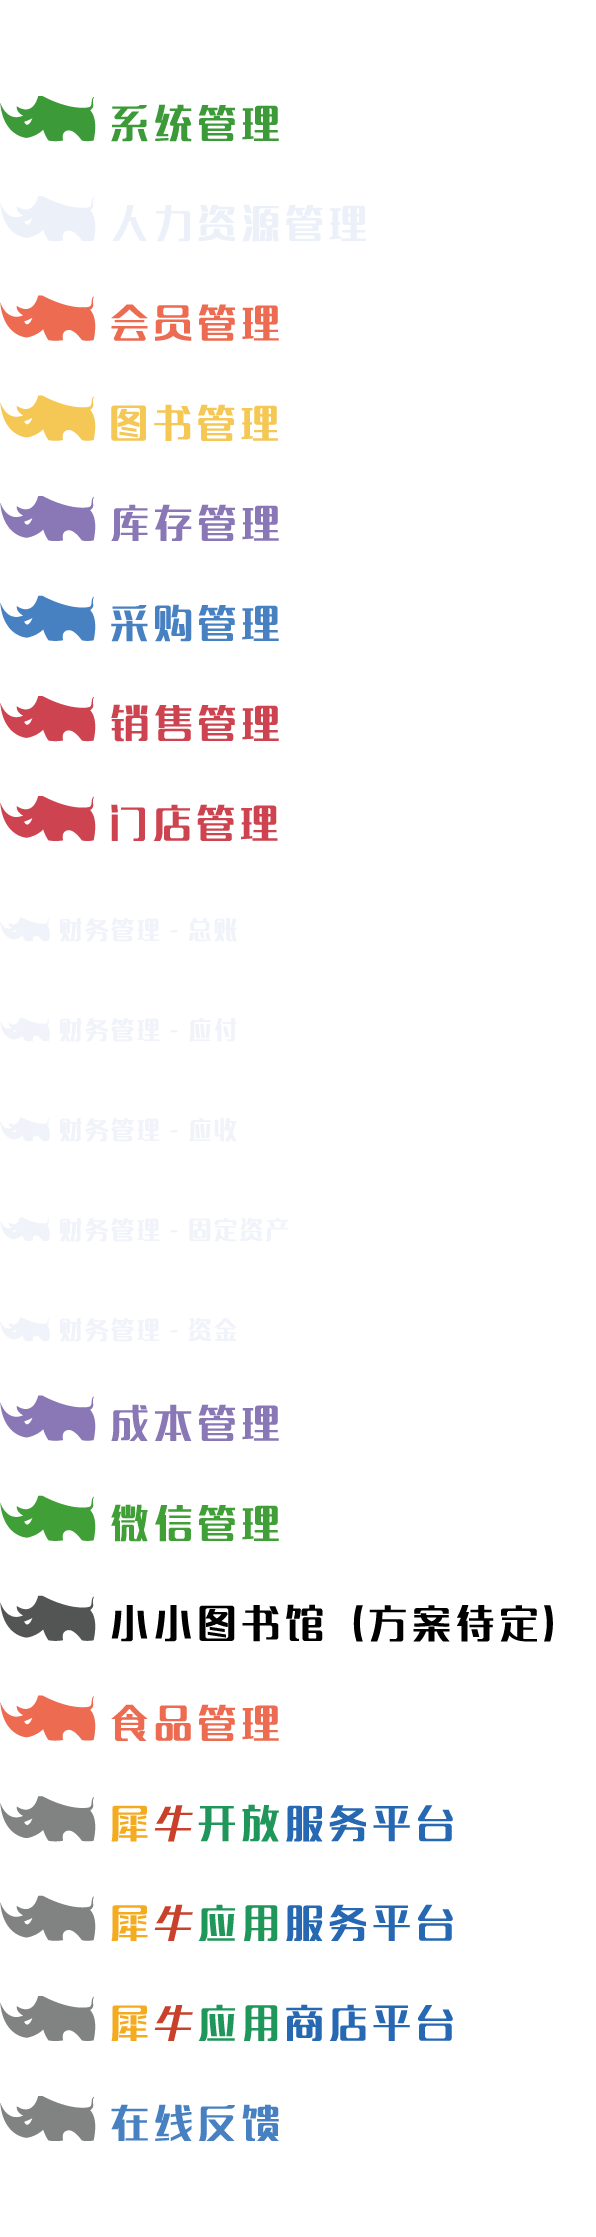 系统管理
人力资源管理
会员管理
图书管理
库存管理
采购管理
销售管理
门店管理
财务管理 - 总账
财务管理 - 应付
财务管理 - 应收
财务管理 - 固定资产
财务管理 - 资金
成本管理
微信管理
小小图书馆（方案待定）
食品管理
犀牛开放服务平台
犀牛应用服务平台
犀牛应用商店平台
在线反馈